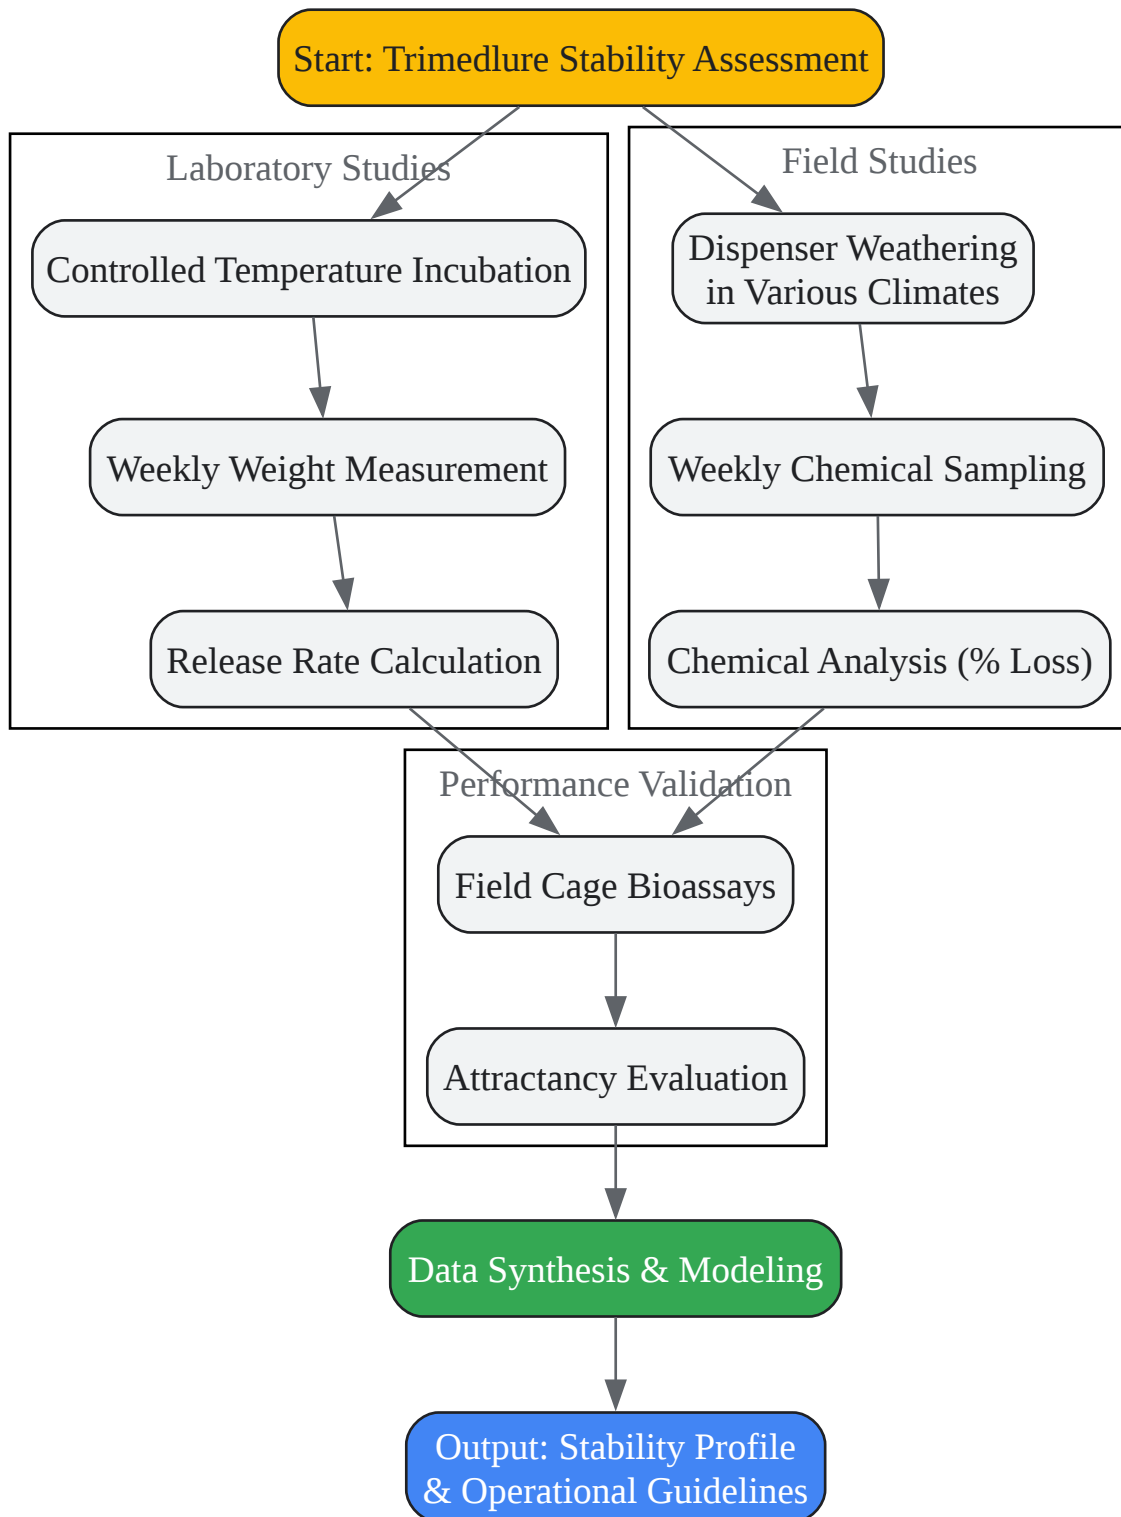 Start: Trimedlure Stability Assessment
Laboratory Studies
Controlled Temperature Incubation
Weekly Weight Measurement
Release Rate Calculation
Field Studies
Dispenser Weathering
in Various Climates
Weekly Chemical Sampling
Chemical Analysis (% Loss)
Performance Validation
Field Cage Bioassays
Attractancy Evaluation
Data Synthesis & Modeling
Output: Stability Profile
& Operational Guidelines